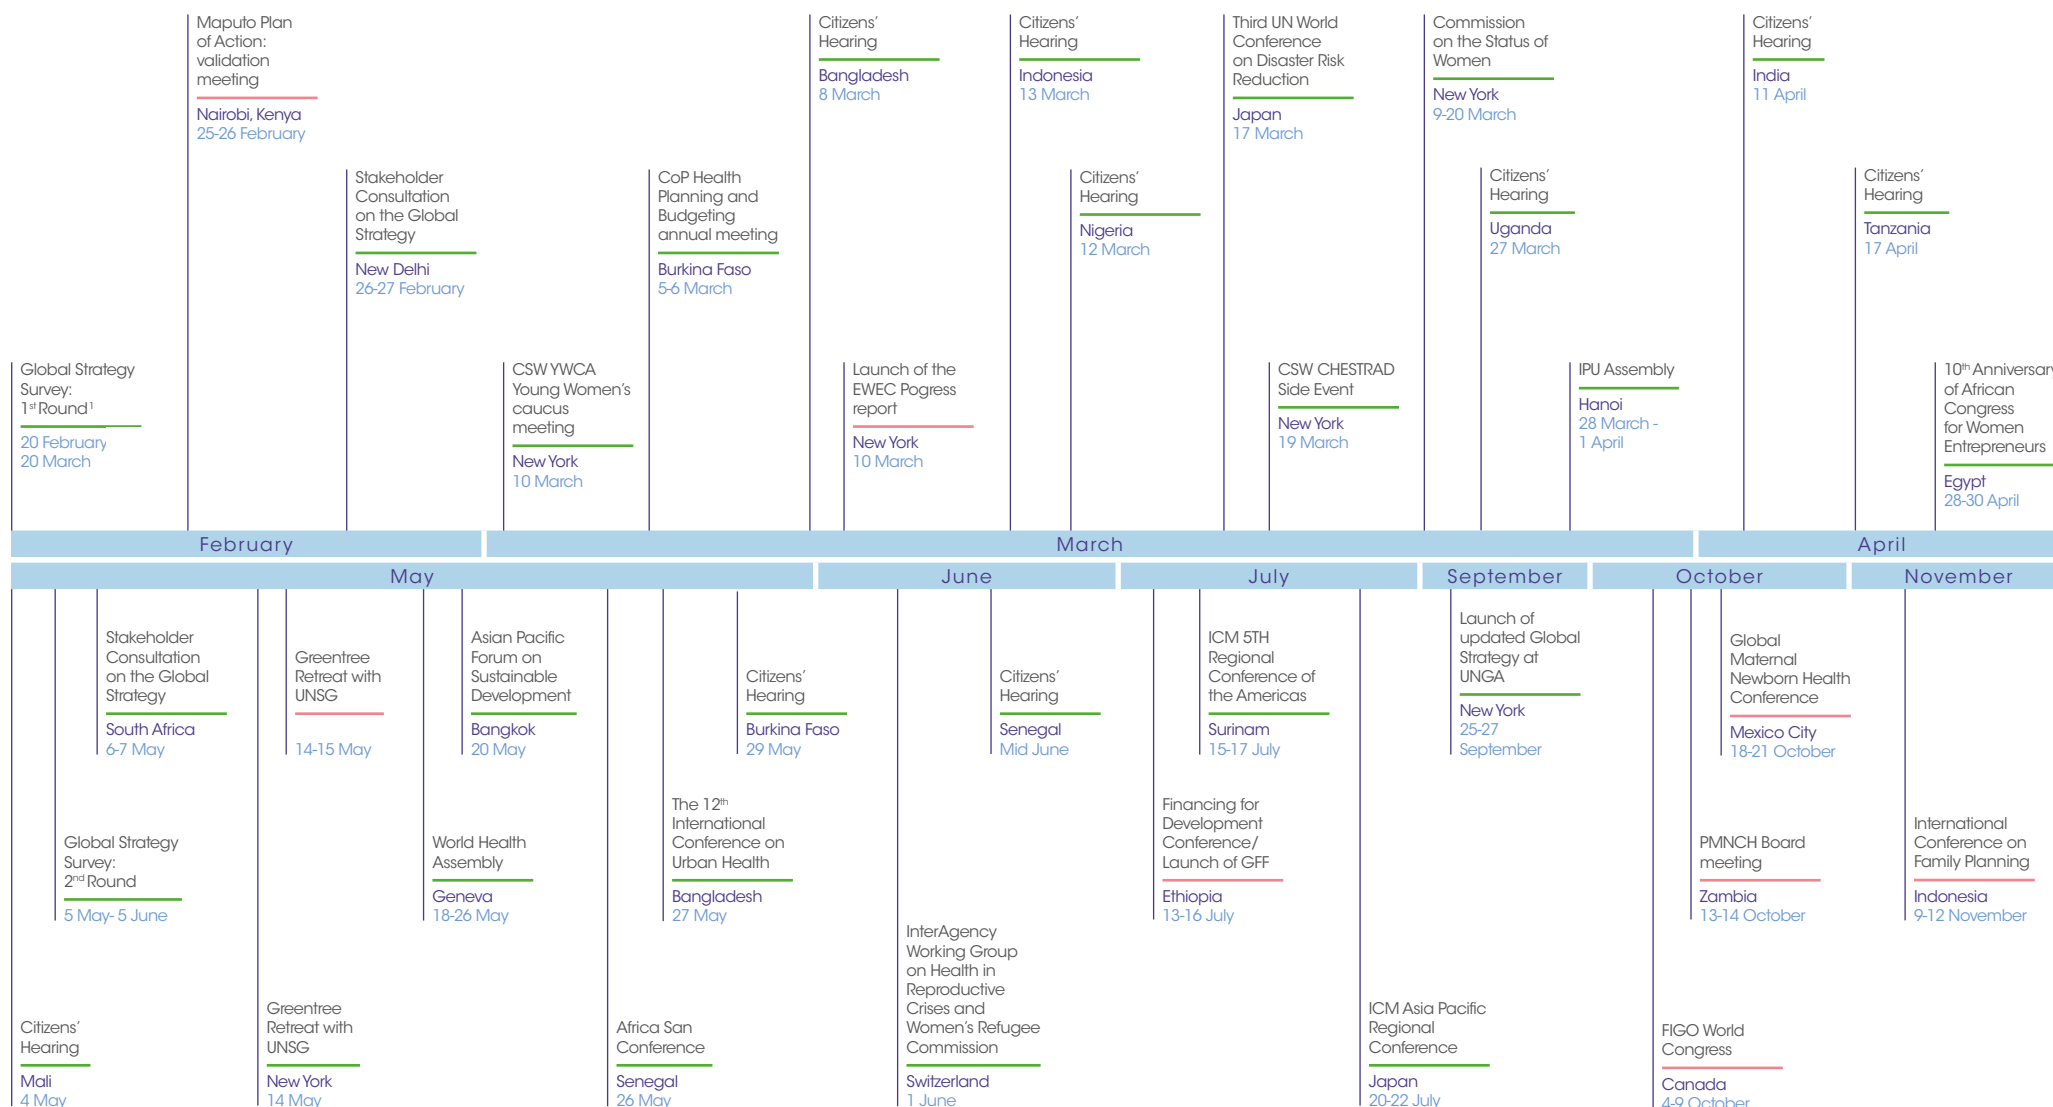 Maputo Plan
of Action:
validation
meeting
Nairobi, Kenya
25-26 February
Citizens'
Hearing
Bangladesh
8 March
Citizens'
Hearing
Indonesia
13 March
Third UN World
Conference
on Disaster Risk
Reduction
Japan
17 March
Commission
on the Status of
Women
New York
9-20 March
Citizens'
Hearing
India
11 April
Stakeholder
Consultation
on the Global
Strategy
New Delhi
26-27 February
CoP Health
Planning and
Budgeting
annual meeting
Burkina Faso
5-6 March
Citizens'
Hearing
Nigeria
12 March
Citizens'
Hearing
Uganda
27 March
Citizens'
Hearing
Tanzania
17 April
Global Strategy
Survey:
1st Round1
20 February
20 March
CSW YWCA
Young Women's
caucus
meeting
New York
10 March
Launch of the
EWEC Pogress
report
New York
10 March
CSW CHESTRAD
Side Event
New York
19 March
IPU Assembly
Hanoi
28 March -
1 April
10th Anniversary
of African
Congress
for Women
Entrepreneurs
Egypt
28-30 April
February
March
April
May
June
July
September
October
November
Stakeholder
Consultation
on the Global
Strategy
South Africa
6-7 May
Greentree
Retreat with
UNSG
14-15 May
Asian Pacific
Forum on
Sustainable
Development
Bangkok
20 May
Citizens'
Hearing
Burkina Faso
29 May
Citizens'
Hearing
Senegal
Mid June
ICM 5TH
Regional
Conference of
the Americas
Surinam
15-17 July
Launch of
updated Global
Strategy at
UNGA
New York
25-27
September
Global
Maternal
Newborn Health
Conference
Mexico City
18-21 October
Global Strategy
Survey:
2nd Round
5 May- 5 June
World Health
Assembly
Geneva
18-26 May
The 12th
International
Conference on
Urban Health
Bangladesh
27 May
Financing for
Development
Conference/
Launch of GFF
Ethiopia
13-16 July
PMNCH Board
meeting
Zambia
13-14 October
International
Conference on
Family Planning
Indonesia
9-12 November
Citizens'
Hearing
Mali
4 May
Greentree
Retreat with
UNSG
New York
14 May
Africa San
Conference
Senegal
26 May
InterAgency
Working Group
on Health in
Reproductive
Crises and
Women's Refugee
Commission
Switzerland
1 June
ICM Asia Pacific
Regional
Conference
Japan
20-22 July
FIGO World
Congress
Canada
4-9 October